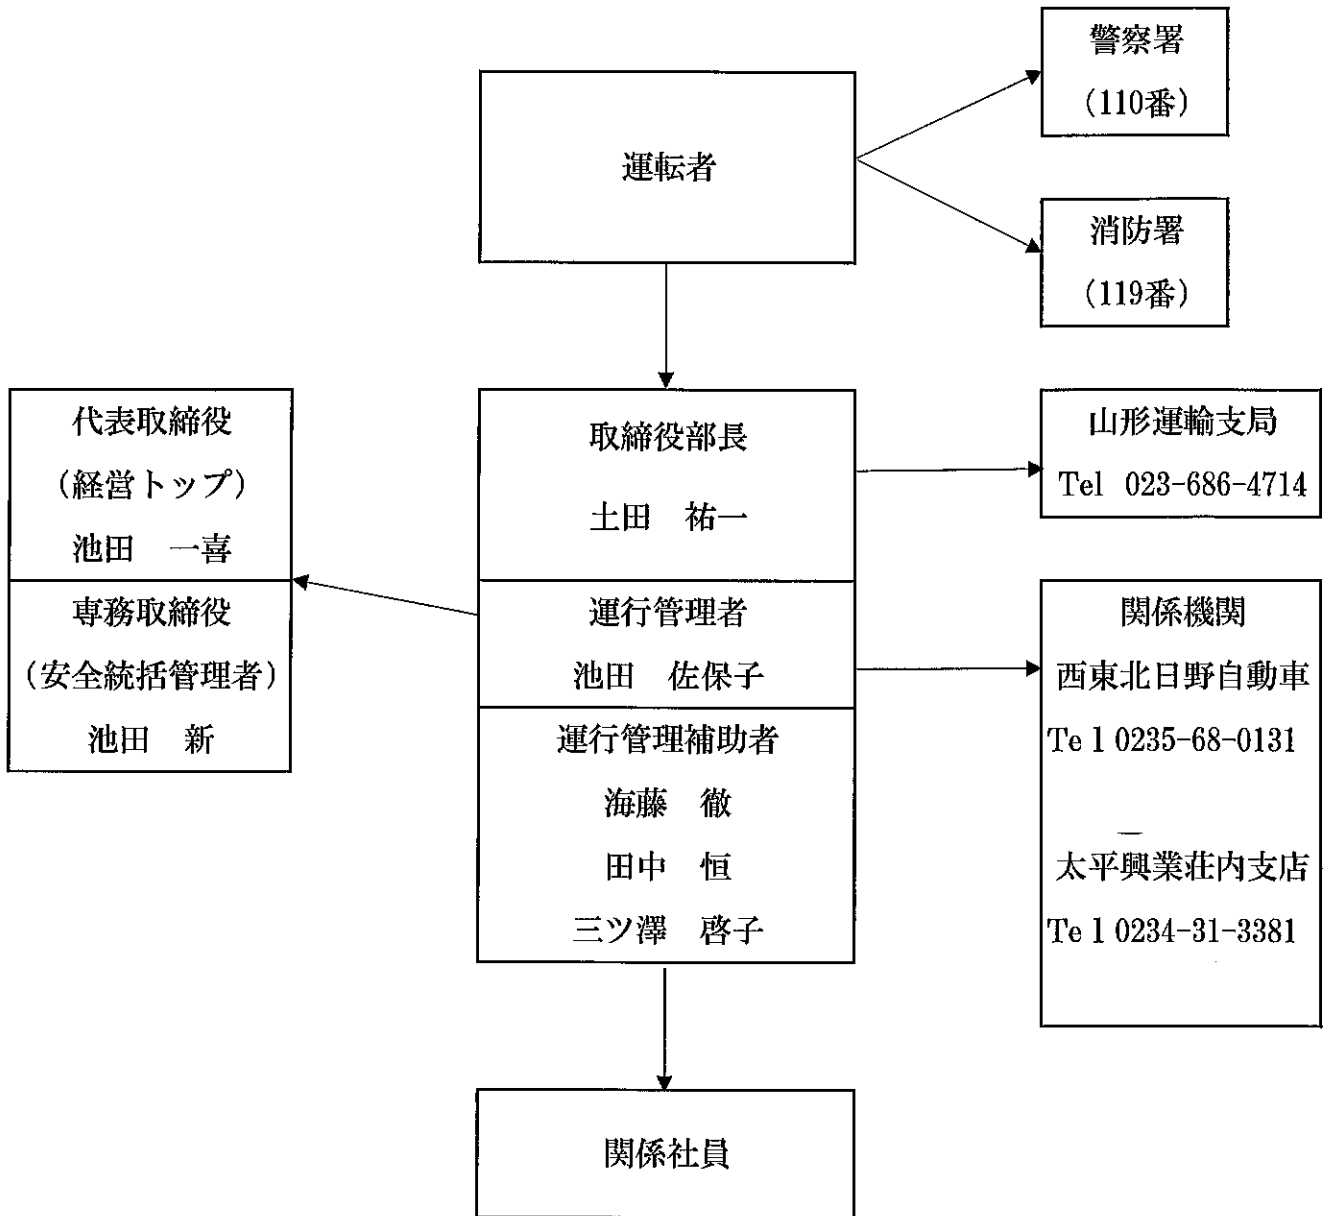 警察署
(110番)
運転者
消防署
(119番)
代表取締役
(経営トップ)
池田　一喜
専務取締役
(安全統括管理者)
池田　新
取締役部長
土田　祐一
運行管理者
池田　佐保子
運行管理補助者
海藤　徹
田中　恒
三ツ澤　啓子
山形運輸支局
Tel 023-686-4714
関係機関
西東北日野自動車
Tel 0235-68-0131
太平興業荘内支店
Tel 0234-31-3381
関係社員